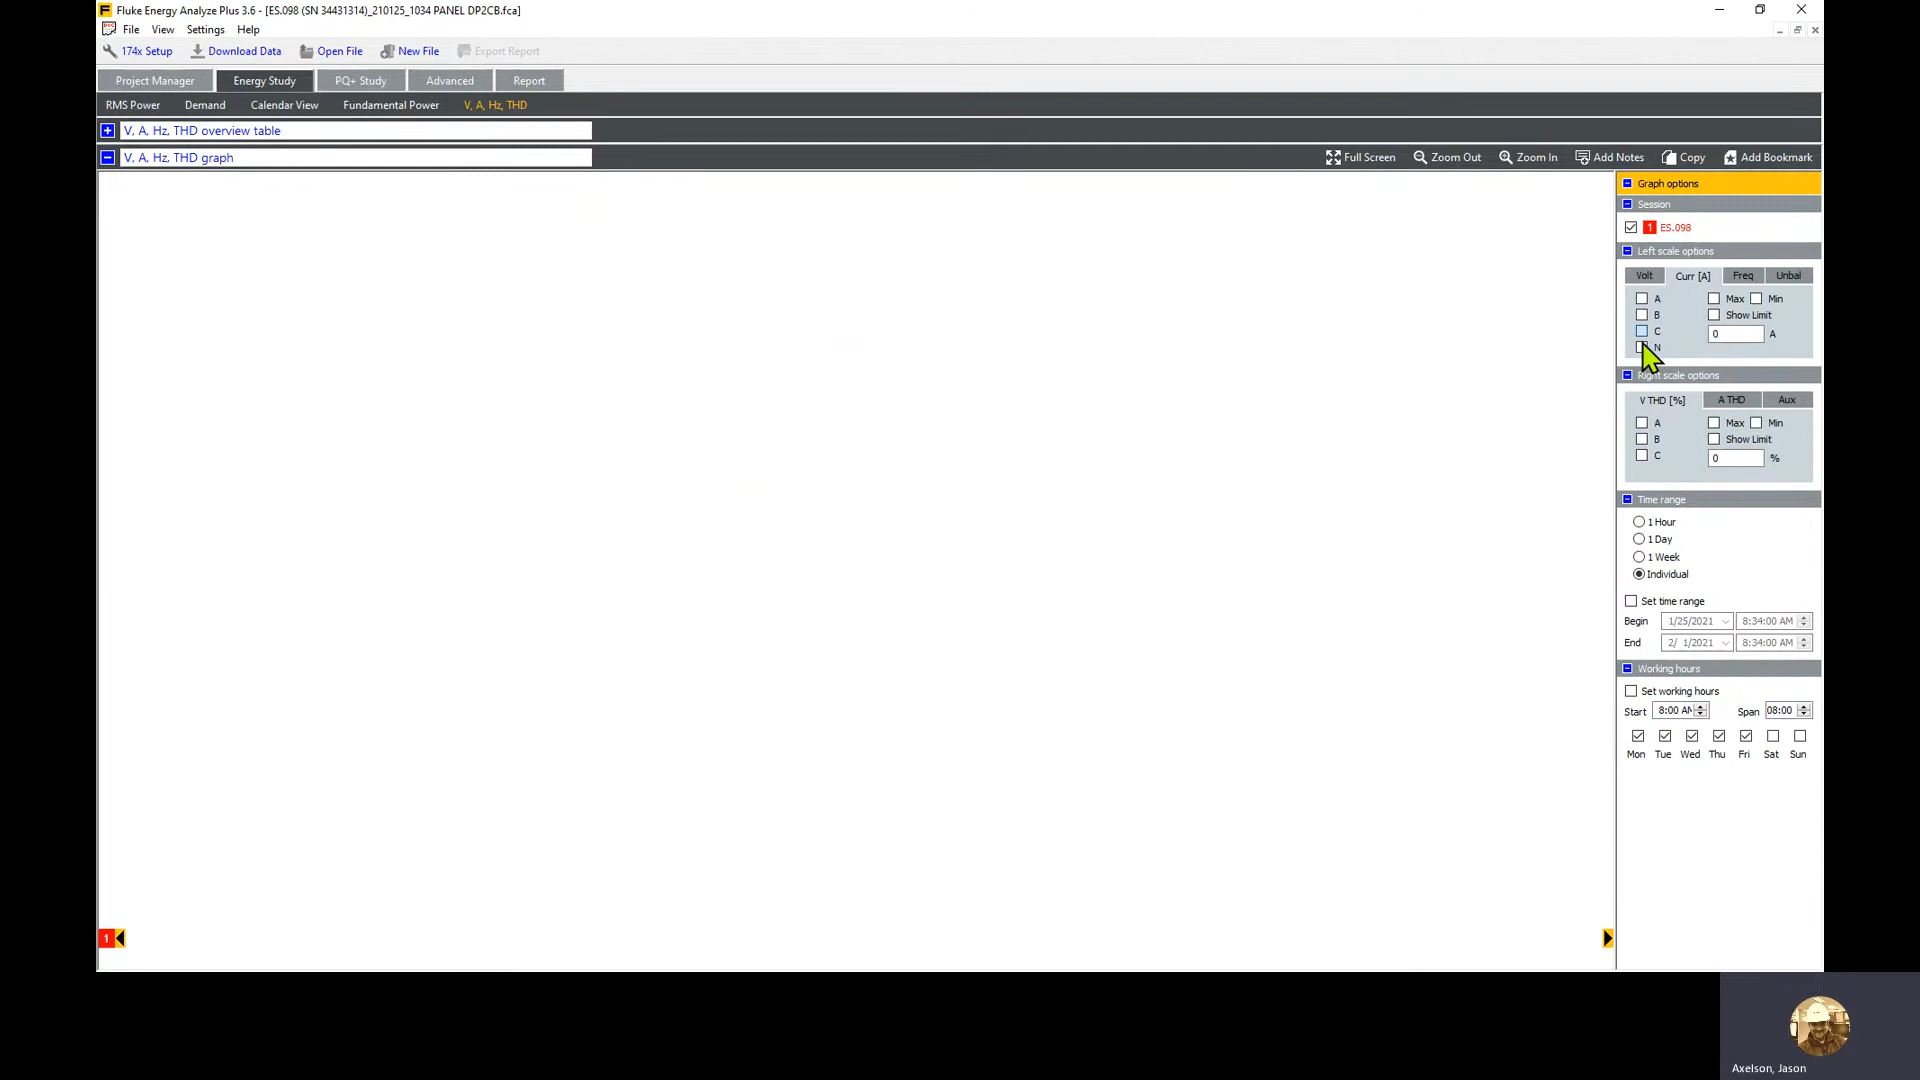 Fluke Energy Analyze Plus 3.6 - [ES.098 (SN 34431314)_210125_1034 PANEL DP2CB.fca]
File View Settings Help
174x Setup Download Data Open File New File Export Report
Project Manager Energy Study PQ+ Study Advanced Report
RMS Power Demand Calendar View Fundamental Power V, A, Hz, THD
V, A, Hz, THD overview table
V, A, Hz, THD graph Full Screen Zoom Out Zoom In Add Notes Copy Add Bookmark
Graph options
Session
1 ES.098
Left scale options
Volt Curr [A] Freq Unbal
A Max Min
B Show Limit
C 0 A
N
Right scale options
V THD [%] A THD Aux
A Max Min
B Show Limit
C 0 %
Time range
1 Hour
1 Day
1 Week
Individual
Set time range
Begin 1/25/2021 8:34:00 AM
End 2/ 1/2021 8:34:00 AM
Working hours
Set working hours
Start 8:00 AM Span 08:00
Mon Tue Wed Thu Fri Sat Sun
1
Axelson, Jason